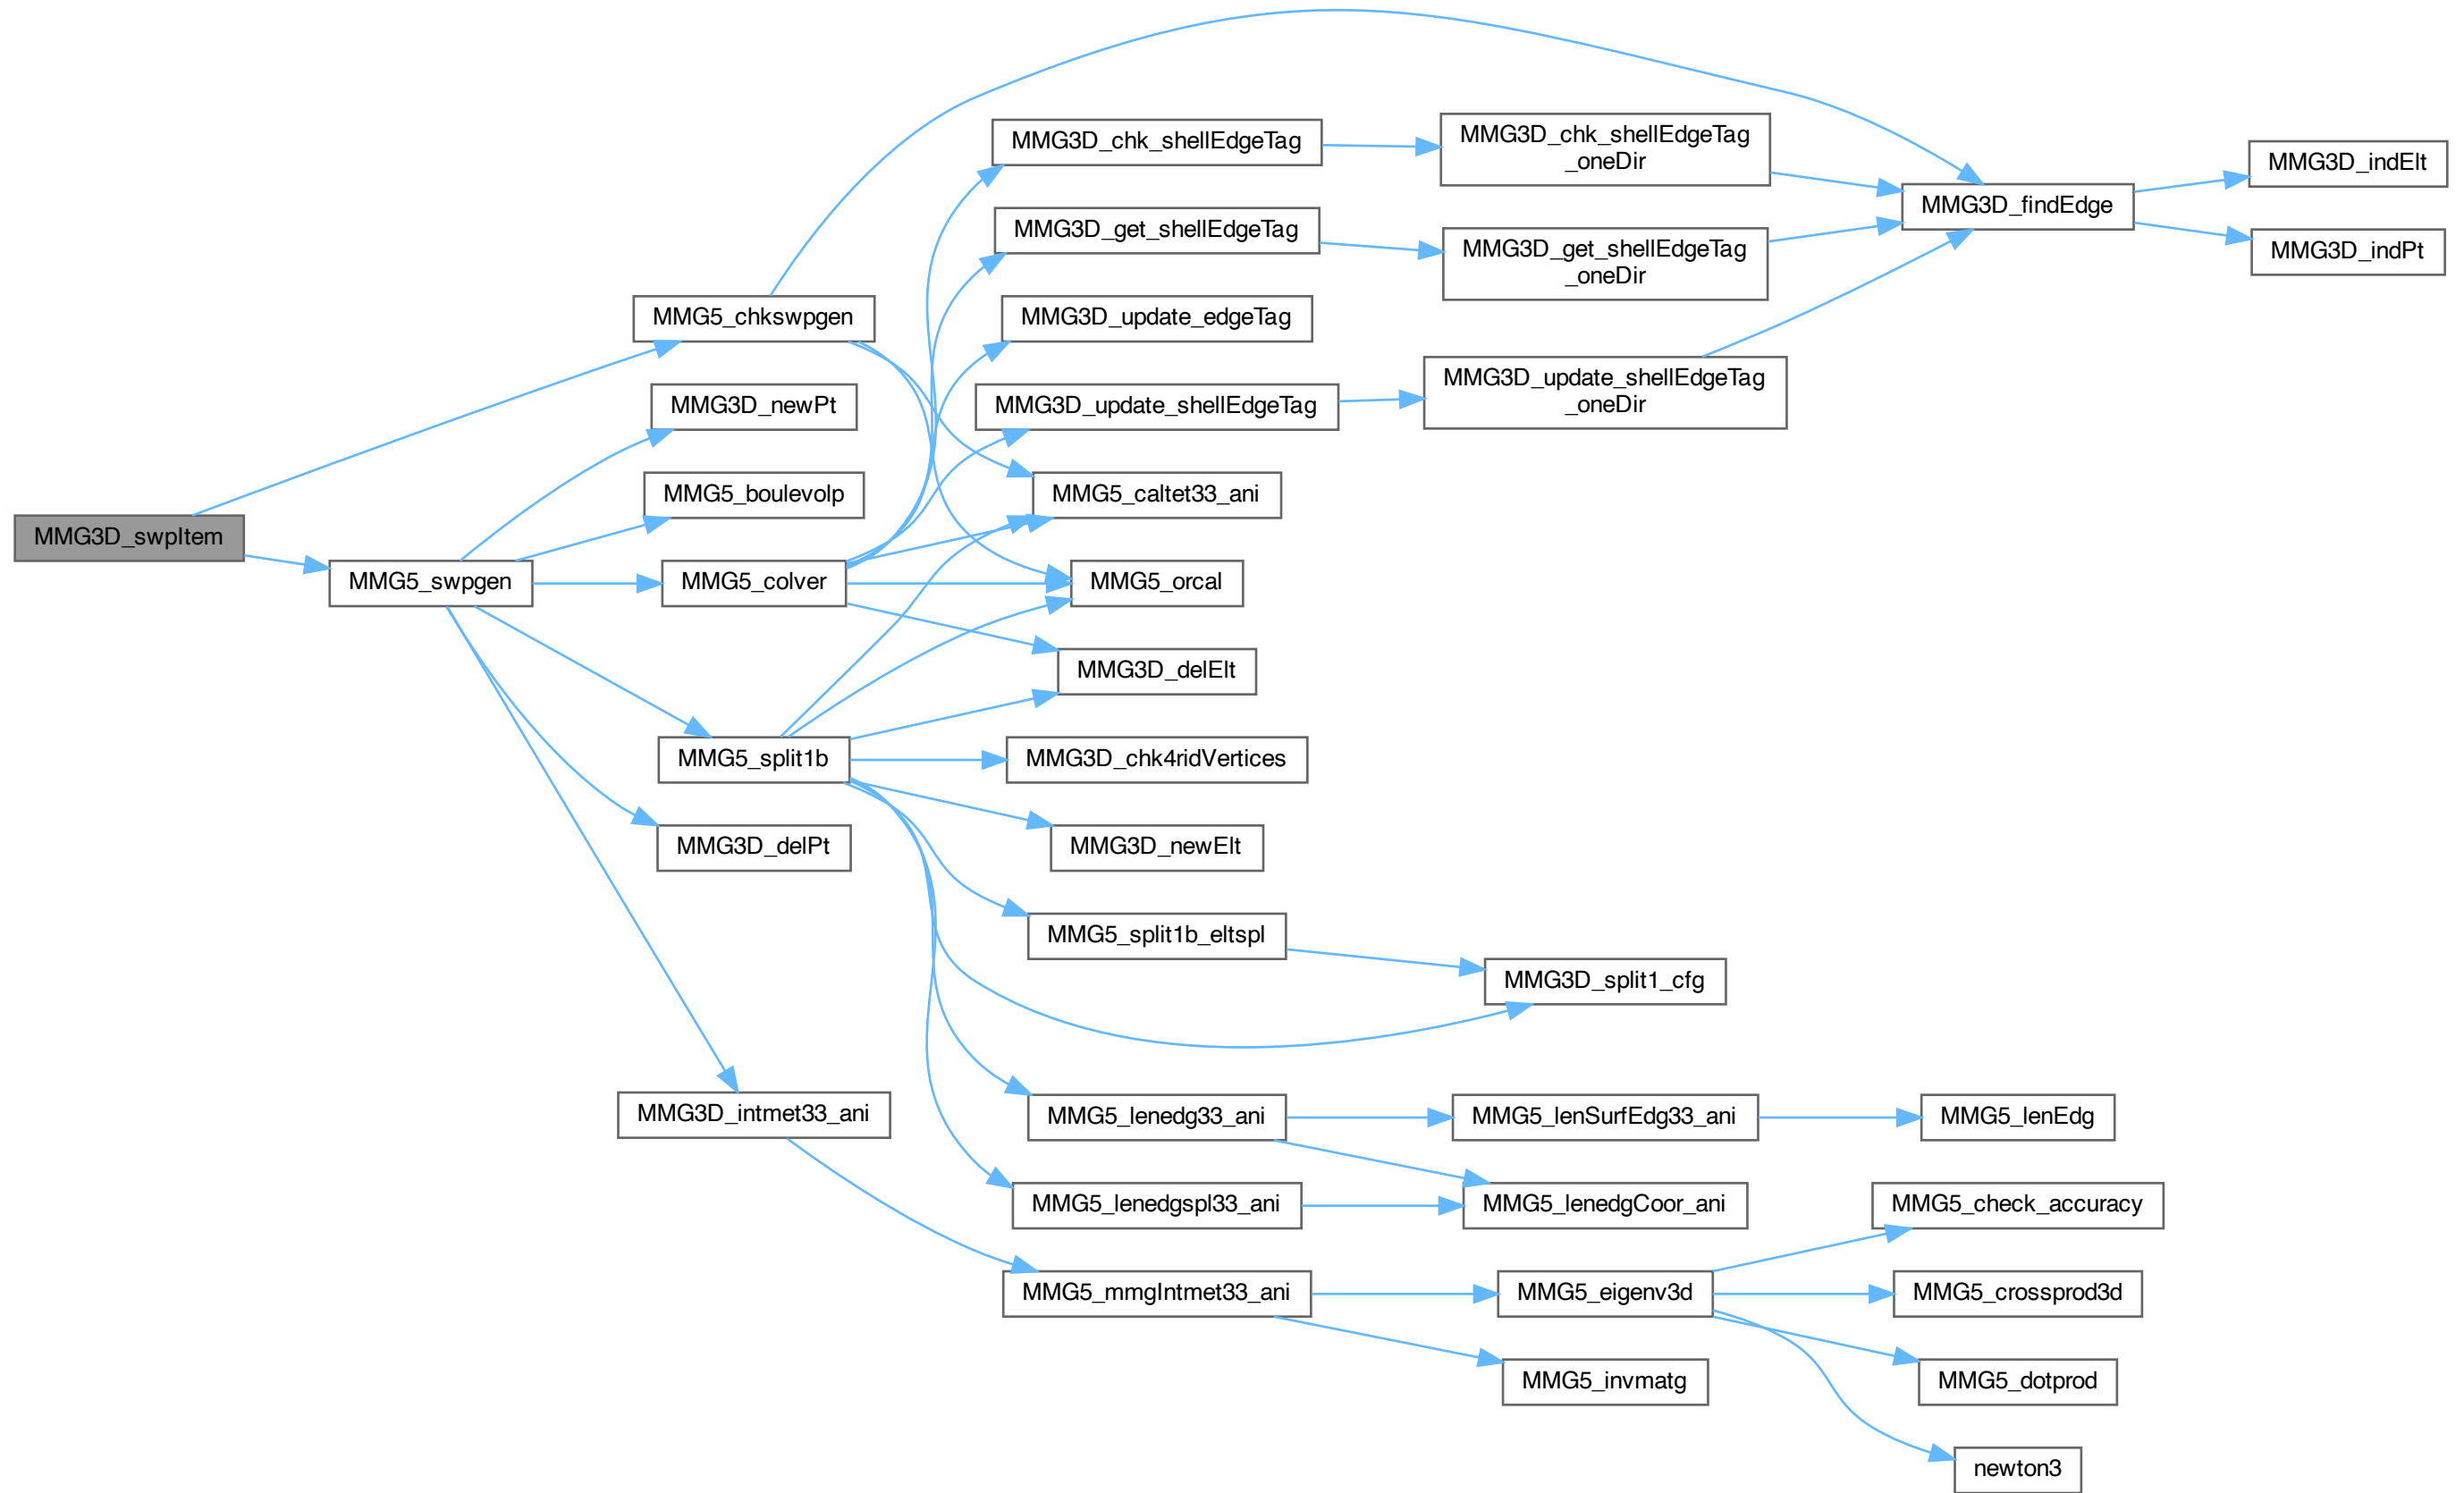 MMG3D_swpItem
MMG5_swpgen
MMG5_chkswpgen
MMG3D_newPt
MMG5_boulevolp
MMG5_colver
MMG5_split1b
MMG3D_delPt
MMG3D_intmet33_ani
MMG3D_chk_shellEdgeTag
MMG3D_get_shellEdgeTag
MMG3D_update_edgeTag
MMG3D_update_shellEdgeTag
MMG5_caltet33_ani
MMG5_orcal
MMG3D_delElt
MMG3D_chk4ridVertices
MMG3D_newElt
MMG5_split1b_eltspl
MMG5_lenedg33_ani
MMG5_lenedgspl33_ani
MMG5_mmgIntmet33_ani
MMG3D_chk_shellEdgeTag
_oneDir
MMG3D_get_shellEdgeTag
_oneDir
MMG3D_update_shellEdgeTag
_oneDir
MMG3D_split1_cfg
MMG5_lenSurfEdg33_ani
MMG5_lenedgCoor_ani
MMG5_eigenv3d
MMG5_invmatg
MMG3D_findEdge
MMG5_lenEdg
MMG5_check_accuracy
MMG5_crossprod3d
MMG5_dotprod
newton3
MMG3D_indElt
MMG3D_indPt